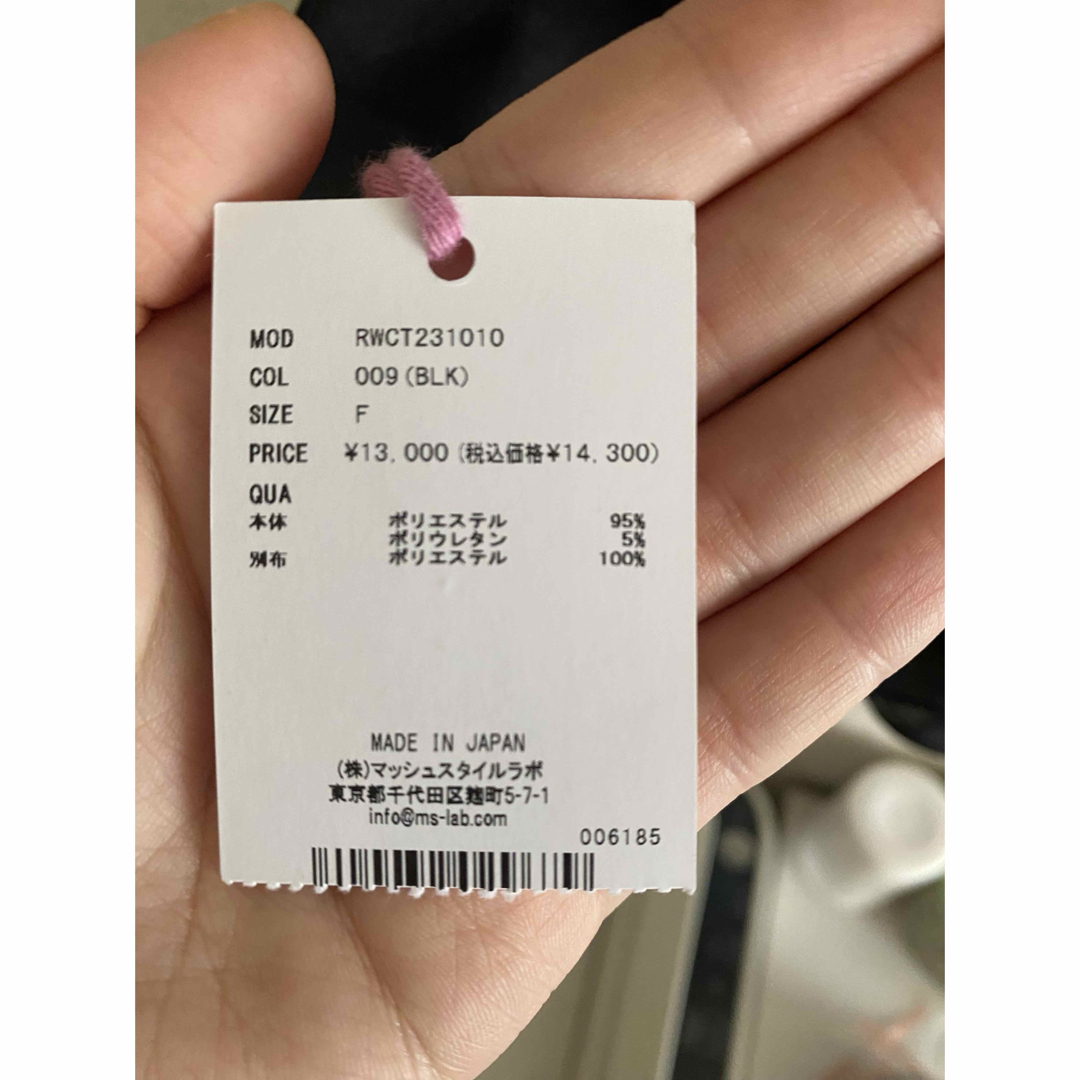 MOD RWCT231010
COL 009(BLK)
SIZE F
PRICE ¥13,000 (税込価格¥14,300)
QUA
本体 ポリエステル 95%
ポリウレタン 5%
別布 ポリエステル 100%
MADE IN JAPAN
(株)マッシュスタイルラボ
東京都千代田区麹町5-7-1
info@ms-lab.com
006185